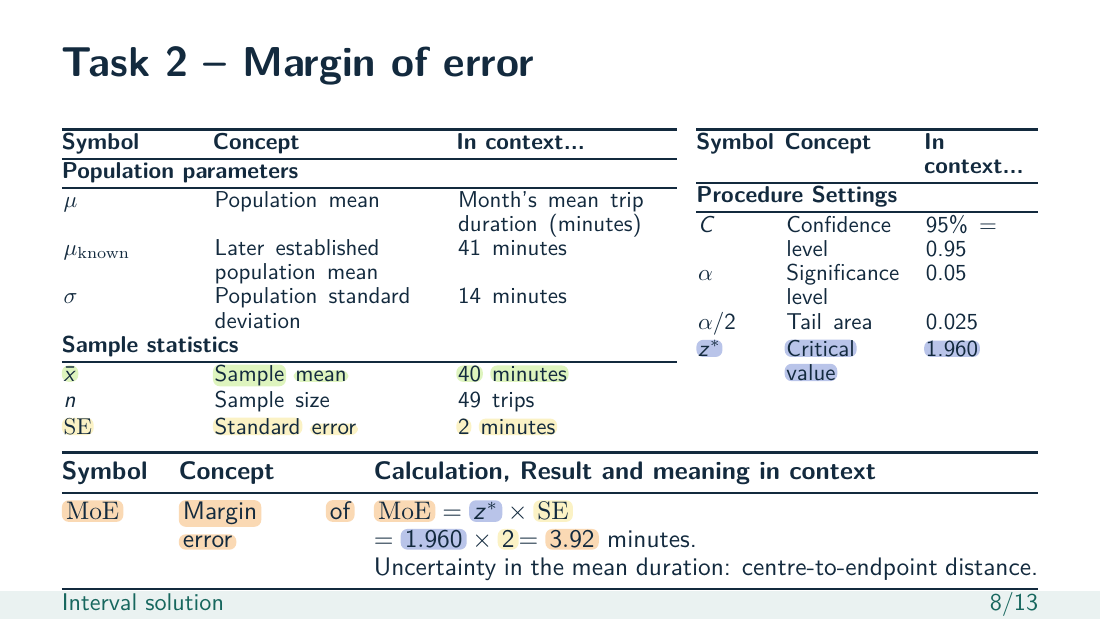 Task 2 – Margin of error
Symbol Concept In context...
Population parameters
μ Population mean Month's mean trip
duration (minutes)
μknown Later established 41 minutes
population mean
σ Population standard 14 minutes
deviation
Sample statistics
x̄ Sample mean 40 minutes
n Sample size 49 trips
SE Standard error 2 minutes
Symbol Concept In
context...
Procedure Settings
C Confidence 95% =
level 0.95
α Significance 0.05
level
α/2 Tail area 0.025
z* Critical 1.960
value
Symbol Concept Calculation, Result and meaning in context
MoE Margin of MoE = z* × SE
error = 1.960 × 2 = 3.92 minutes.
Uncertainty in the mean duration: centre-to-endpoint distance.
Interval solution 8/13